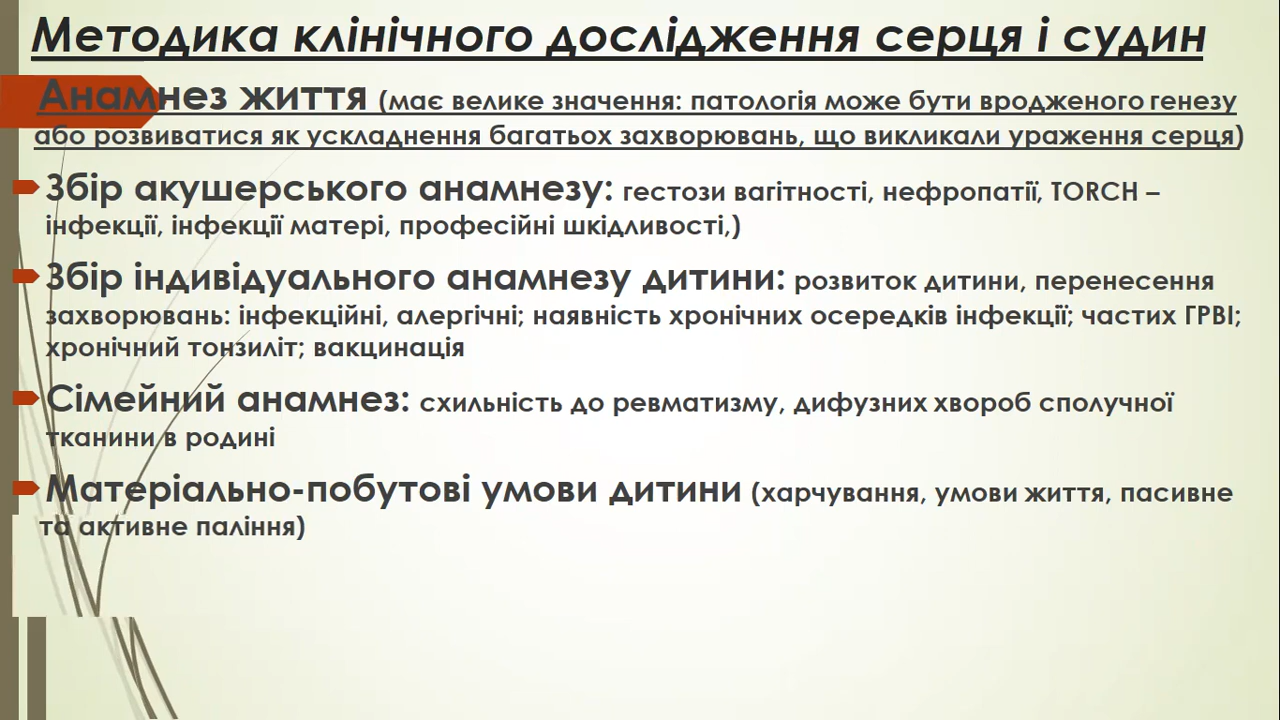 Методика клінічного дослідження серця і судин
Анамнез життя (має велике значення: патологія може бути вродженого генезу
або розвиватися як ускладнення багатьох захворювань, що викликали ураження серця)
Збір акушерського анамнезу: гестози вагітності, нефропатії, TORCH –
інфекції, інфекції матері, професійні шкідливості,)
Збір індивідуального анамнезу дитини: розвиток дитини, перенесення
захворювань: інфекційні, алергічні; наявність хронічних осередків інфекції; частих ГРВІ;
хронічний тонзиліт; вакцинація
Сімейний анамнез: схильність до ревматизму, дифузних хвороб сполучної
тканини в родині
Матеріально-побутові умови дитини (харчування, умови життя, пасивне
та активне паління)